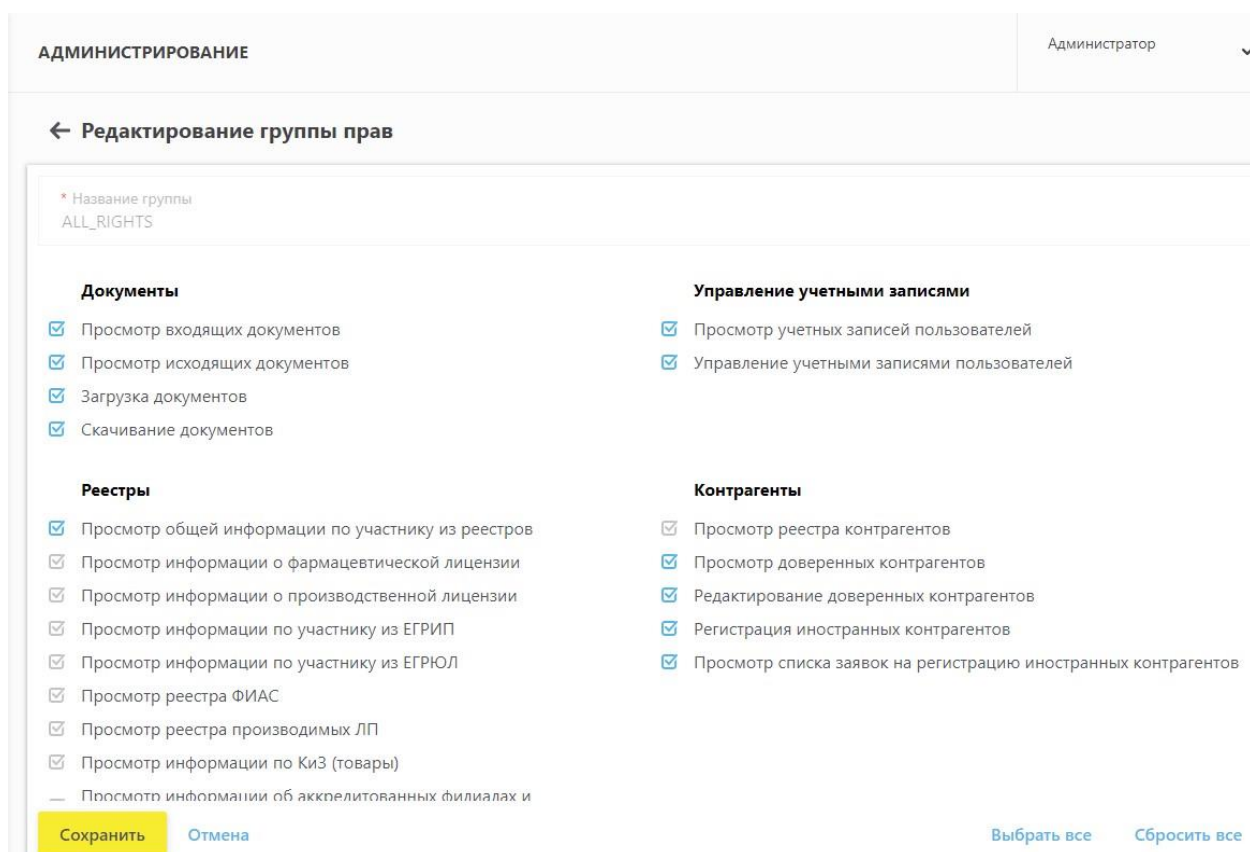 АДМИНИСТРИРОВАНИЕ
Администратор
Редактирование группы прав
* Название группы
ALL_RIGHTS
Документы
Просмотр входящих документов
Просмотр исходящих документов
Загрузка документов
Скачивание документов
Управление учетными записями
Просмотр учетных записей пользователей
Управление учетными записями пользователей
Реестры
Просмотр общей информации по участнику из реестров
Просмотр информации о фармацевтической лицензии
Просмотр информации о производственной лицензии
Просмотр информации по участнику из ЕГРИП
Просмотр информации по участнику из ЕГРЮЛ
Просмотр реестра ФИАС
Просмотр реестра производимых ЛП
Просмотр информации по КиЗ (товары)
Просмотр информации об аккредитованных филиалах и
Контрагенты
Просмотр реестра контрагентов
Просмотр доверенных контрагентов
Редактирование доверенных контрагентов
Регистрация иностранных контрагентов
Просмотр списка заявок на регистрацию иностранных контрагентов
Сохранить
Отмена
Выбрать все
Сбросить все